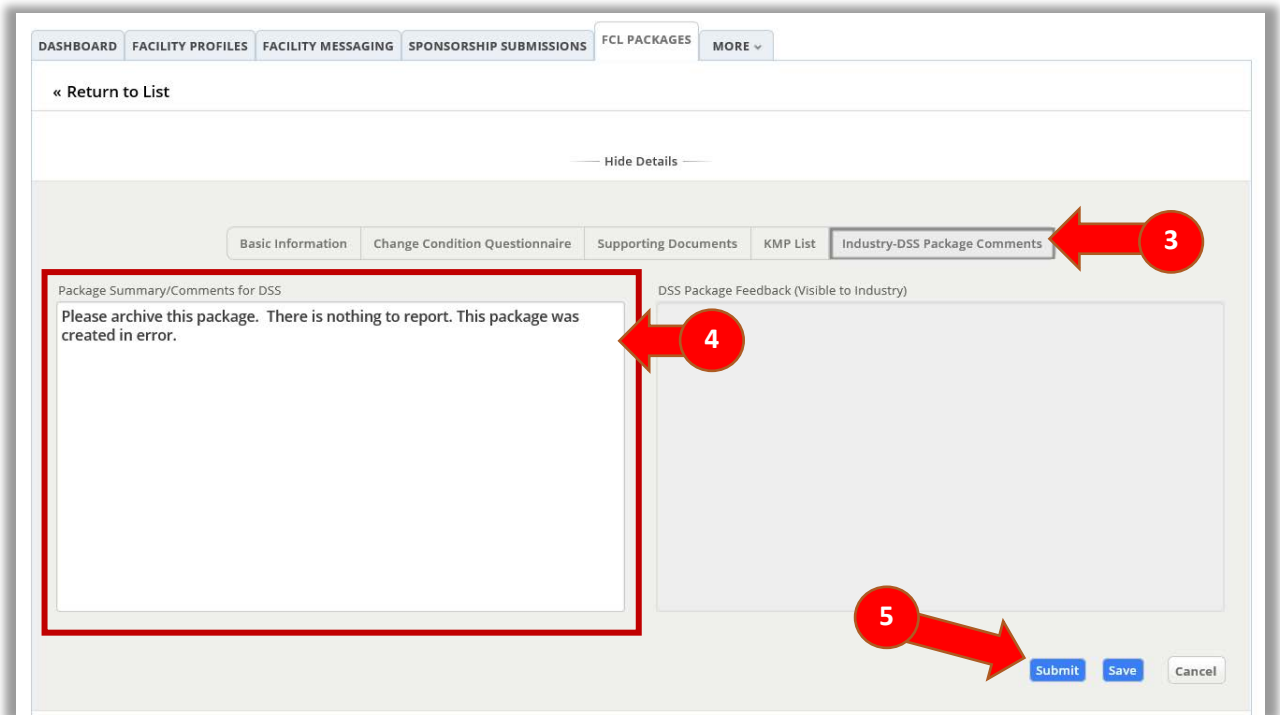 DASHBOARD FACILITY PROFILES FACILITY MESSAGING SPONSORSHIP SUBMISSIONS FCL PACKAGES MORE
« Return to List
Hide Details
Basic Information Change Condition Questionnaire Supporting Documents KMP List Industry-DSS Package Comments 3
Package Summary/Comments for DSS
Please archive this package.  There is nothing to report. This package was
created in error.
4
DSS Package Feedback (Visible to Industry)
5
Submit Save Cancel